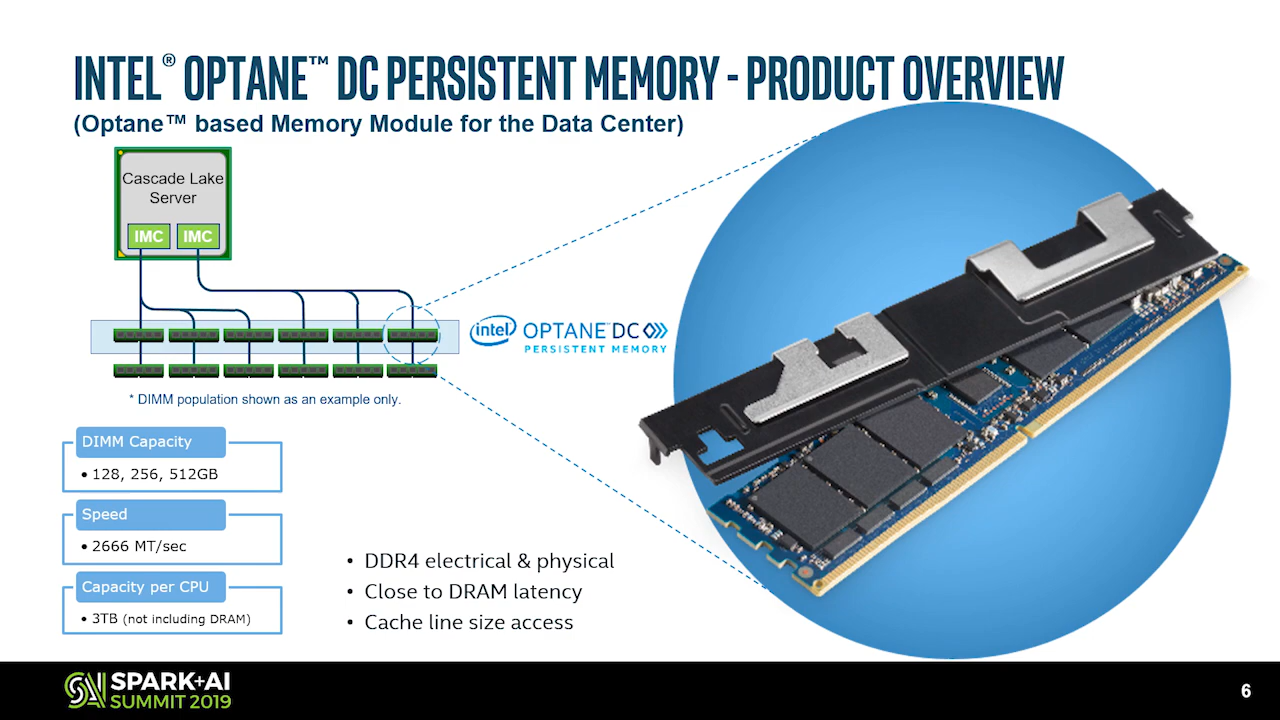 INTEL® OPTANE™ DC PERSISTENT MEMORY - PRODUCT OVERVIEW
(Optane™ based Memory Module for the Data Center)
Cascade Lake
Server
IMC IMC
intel OPTANE™ DC
PERSISTENT MEMORY
* DIMM population shown as an example only.
DIMM Capacity
• 128, 256, 512GB
Speed
• 2666 MT/sec
Capacity per CPU
• 3TB (not including DRAM)
• DDR4 electrical & physical
• Close to DRAM latency
• Cache line size access
SPARK+AI
SUMMIT 2019
6